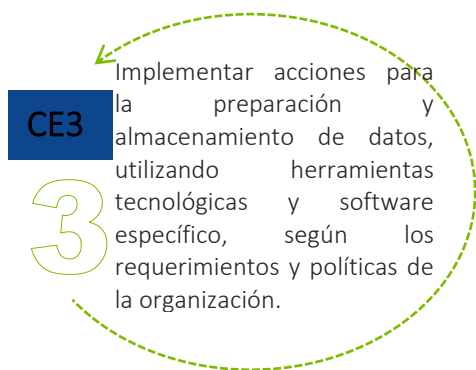 Implementar acciones para
la preparación y
CE3
almacenamiento de datos,
utilizando herramientas
tecnológicas y software
3
específico, según los
requerimientos y políticas de
la organización.